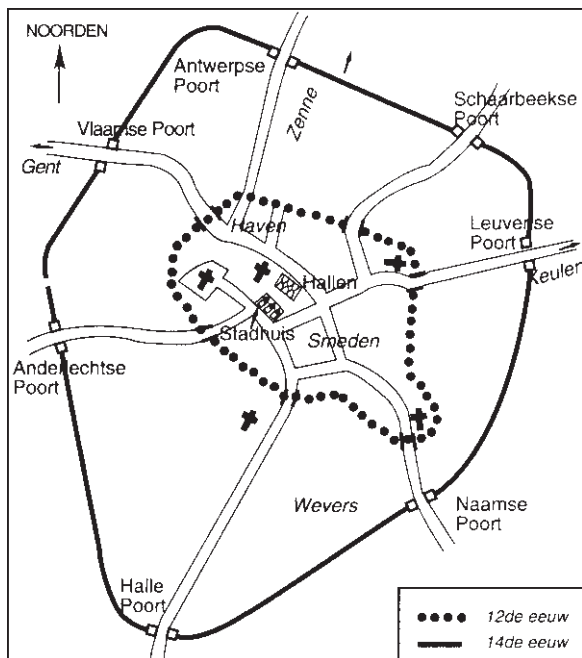 NOORDEN
Antwerpse
Poort
Zenne
Schaarbeekse
Poort
Vlaamse Poort
Gent
Haven
Leuvense
Poort
Keulen
Hallen
Stadhuis
Smeden
Anderlechtse
Poort
Wevers
Naamse
Poort
Halle
Poort
12de eeuw
14de eeuw